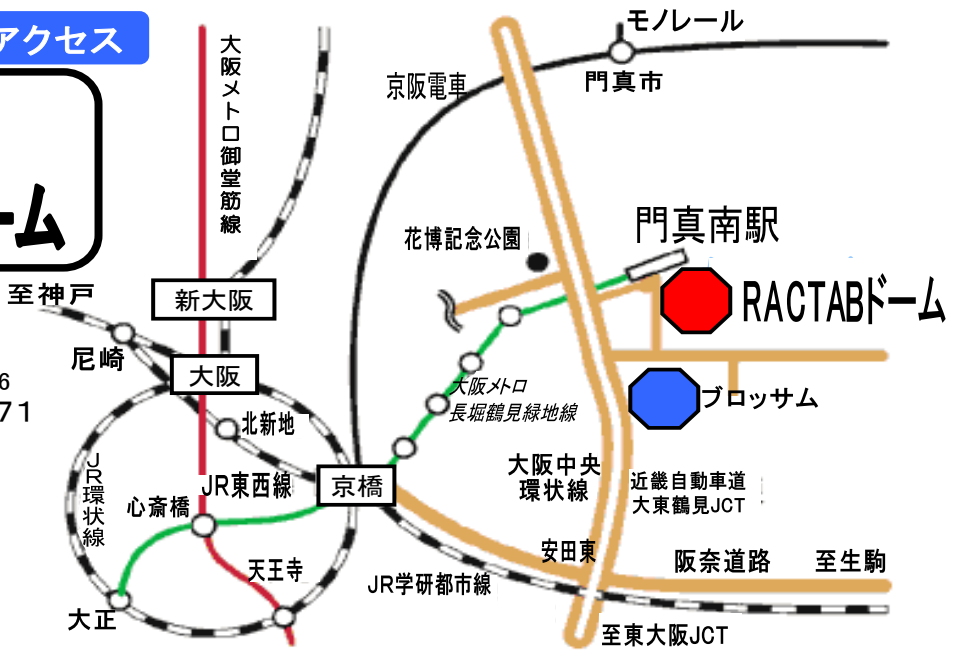 アクセス
ーム
6
71
モノレール
門真市
京阪電車
大阪メトロ御堂筋線
花博記念公園
門真南駅
RACTABドーム
至神戸
新大阪
尼崎
大阪
北新地
大阪メトロ
長堀鶴見緑地線
ブロッサム
JR環状線
JR東西線
京橋
心斎橋
大阪中央
環状線
近畿自動車道
大東鶴見JCT
天王寺
大正
JR学研都市線
安田東
阪奈道路
至生駒
至東大阪JCT